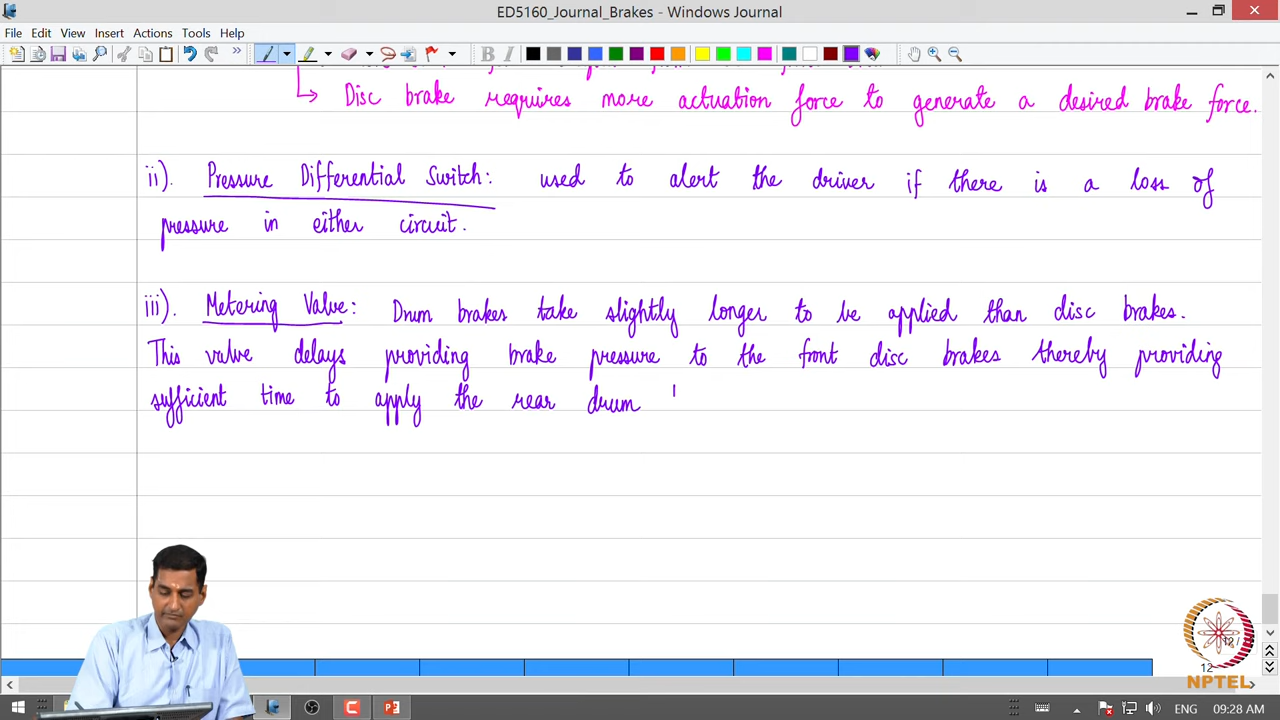 ED5160_Journal_Brakes - Windows Journal
File Edit View Insert Actions Tools Help
Disc brake requires more actuation force to generate a desired brake force.
ii). Pressure Differential Switch: used to alert the driver if there is a loss of
pressure in either circuit.
iii). Metering Valve: Drum brakes take slightly longer to be applied than disc brakes.
This valve delays providing brake pressure to the front disc brakes thereby providing
sufficient time to apply the rear drum
12
NPTEL
ENG 09:28 AM